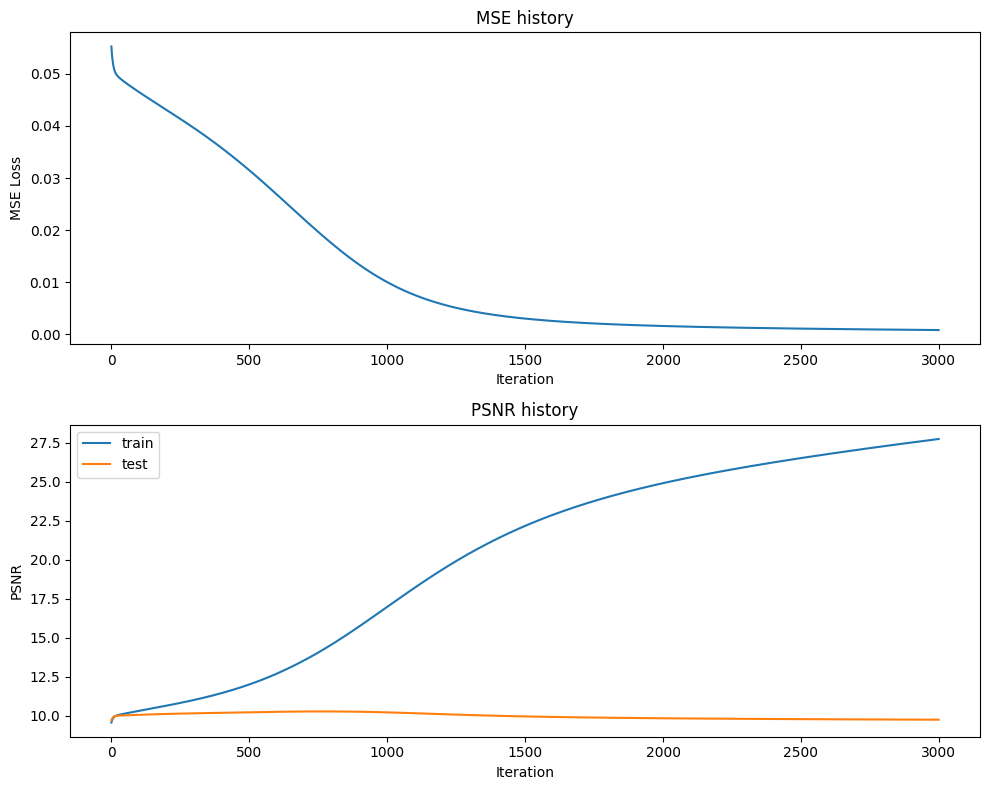 MSE history
0.05
0.04
0.03
0.02
0.01
0.00
MSE Loss
0 500 1000 1500 2000 2500 3000
Iteration
PSNR history
train
test
27.5
25.0
22.5
20.0
17.5
15.0
12.5
10.0
PSNR
0 500 1000 1500 2000 2500 3000
Iteration